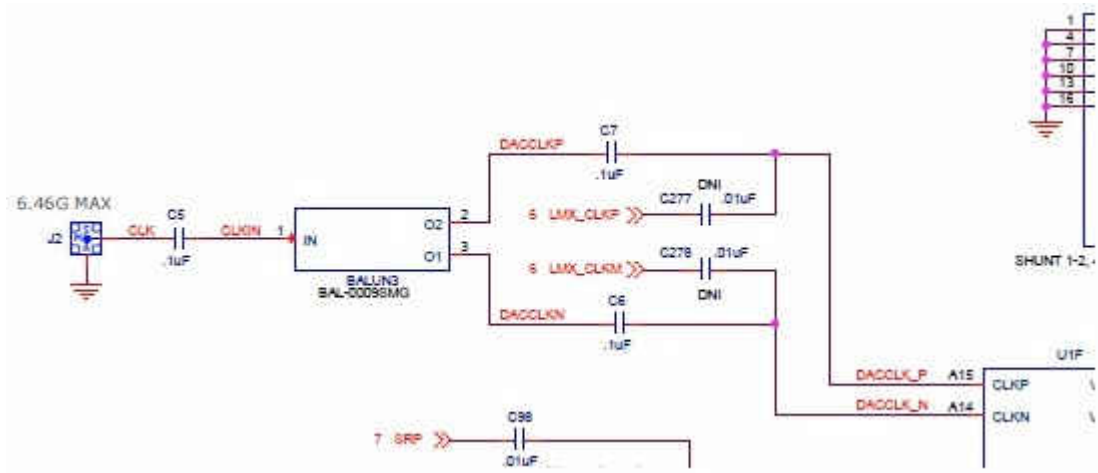 1
4
7
10
13
16
C7
DACCLKP
.1uF
6.46G MAX
DNI
C277
.01uF
C5
2
6 LMX_CLKP
J2
CLK
CLKIN
1
IN
O2
3
.1uF
O1
C278
.01uF
6 LMX_CLKM
SHUNT 1-2,
BALUN3
BAL-0009SMG
DNI
DACCLKN
C6
.1uF
U1F
DACCLK_P
A15
CLKP
DACCLK_N
A14
CLKN
C98
7 SRP
.01uF